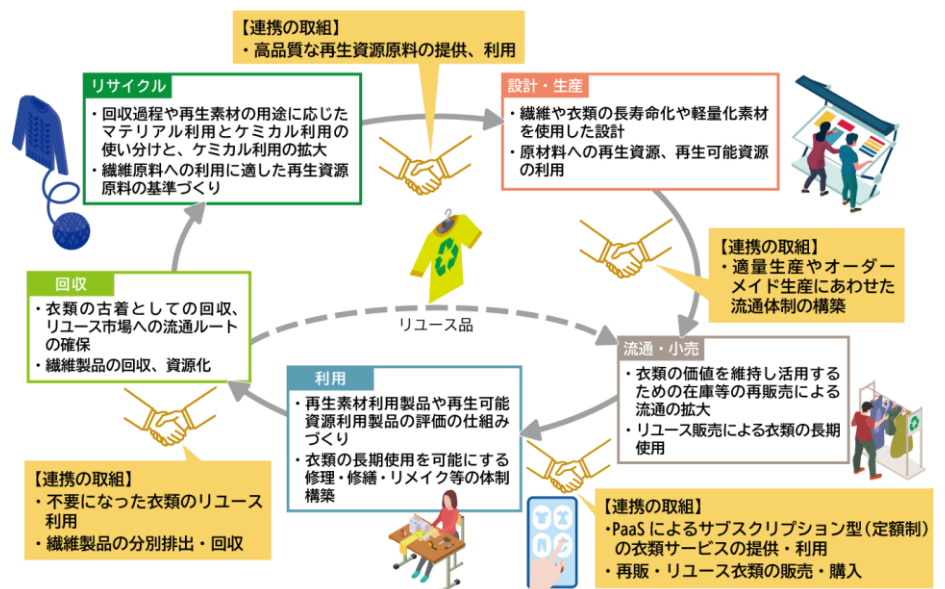 【連携の取組】
・高品質な再生資源原料の提供、利用
リサイクル
・回収過程や再生素材の用途に応じた
マテリアル利用とケミカル利用の
使い分けと、ケミカル利用の拡大
・繊維原料への利用に適した再生資源
原料の基準づくり
設計・生産
・繊維や衣類の長寿命化や軽量化素材
を使用した設計
・原材料への再生資源、再生可能資源
の利用
【連携の取組】
・適量生産やオーダー
メイド生産にあわせた
流通体制の構築
回収
・衣類の古着としての回収、
リユース市場への流通ルート
の確保
・繊維製品の回収、資源化
リユース品
流通・小売
・衣類の価値を維持し活用する
ための在庫等の再販売による
流通の拡大
・リユース販売による衣類の長期
使用
利用
・再生素材利用製品や再生可能
資源利用製品の評価の仕組み
づくり
・衣類の長期使用を可能にする
修理・修繕・リメイク等の体制
構築
【連携の取組】
・不要になった衣類のリユース
利用
・繊維製品の分別排出・回収
【連携の取組】
・PaaSによるサブスクリプション型（定額制）
の衣類サービスの提供・利用
・再販・リユース衣類の販売・購入